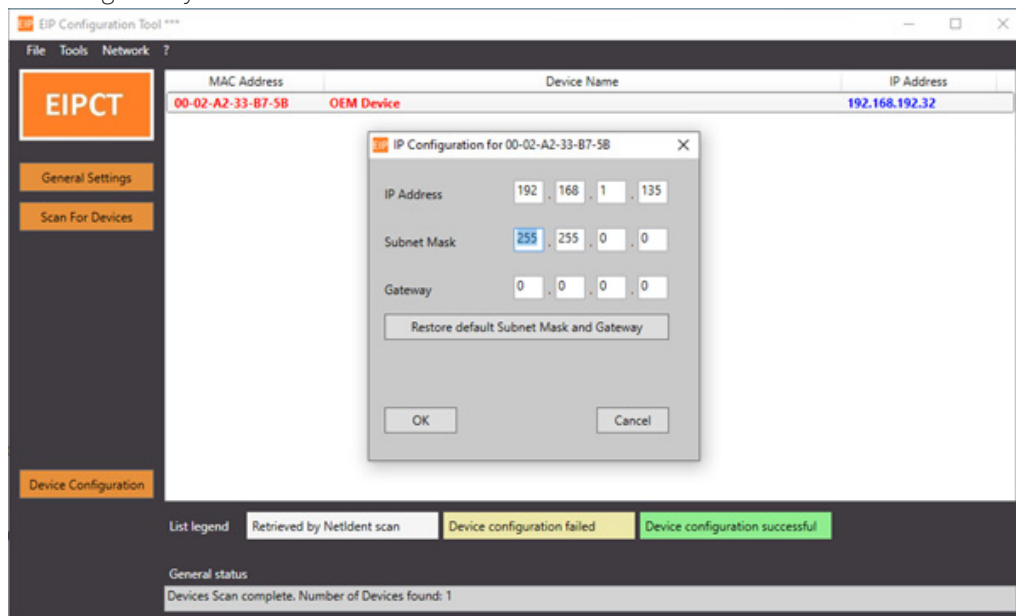 EIP EIP Configuration Tool ***
File Tools Network ?
EIPCT
General Settings
Scan For Devices
Device Configuration
MAC Address Device Name IP Address
00-02-A2-33-B7-5B OEM Device 192.168.192.32
EIP IP Configuration for 00-02-A2-33-B7-5B
IP Address 192 . 168 . 1 . 135
Subnet Mask 255 . 255 . 0 . 0
Gateway 0 . 0 . 0 . 0
Restore default Subnet Mask and Gateway
OK Cancel
List legend Retrieved by NetIdent scan Device configuration failed Device configuration successful
General status
Devices Scan complete. Number of Devices found: 1